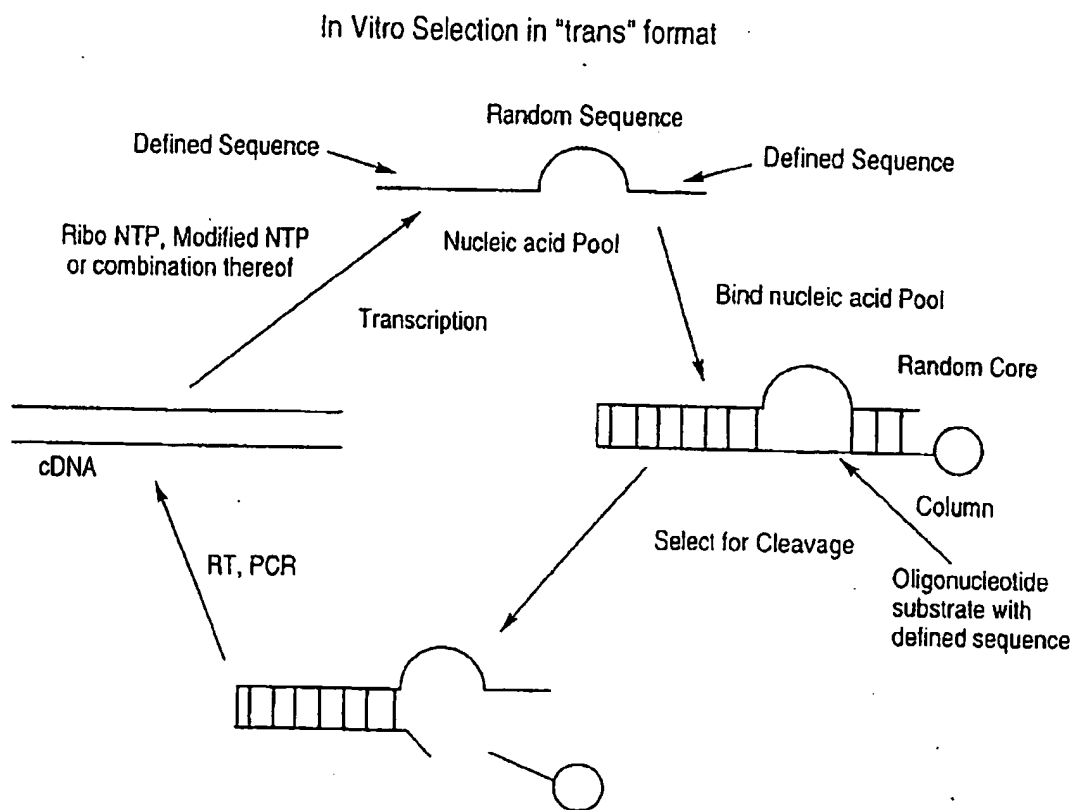 In Vitro Selection in "trans" format
Random Sequence
Defined Sequence
Defined Sequence
Ribo NTP, Modified NTP
or combination thereof
Nucleic acid Pool
Bind nucleic acid Pool
Transcription
Random Core
cDNA
Column
Select for Cleavage
RT, PCR
Oligonucleotide
substrate with
defined sequence